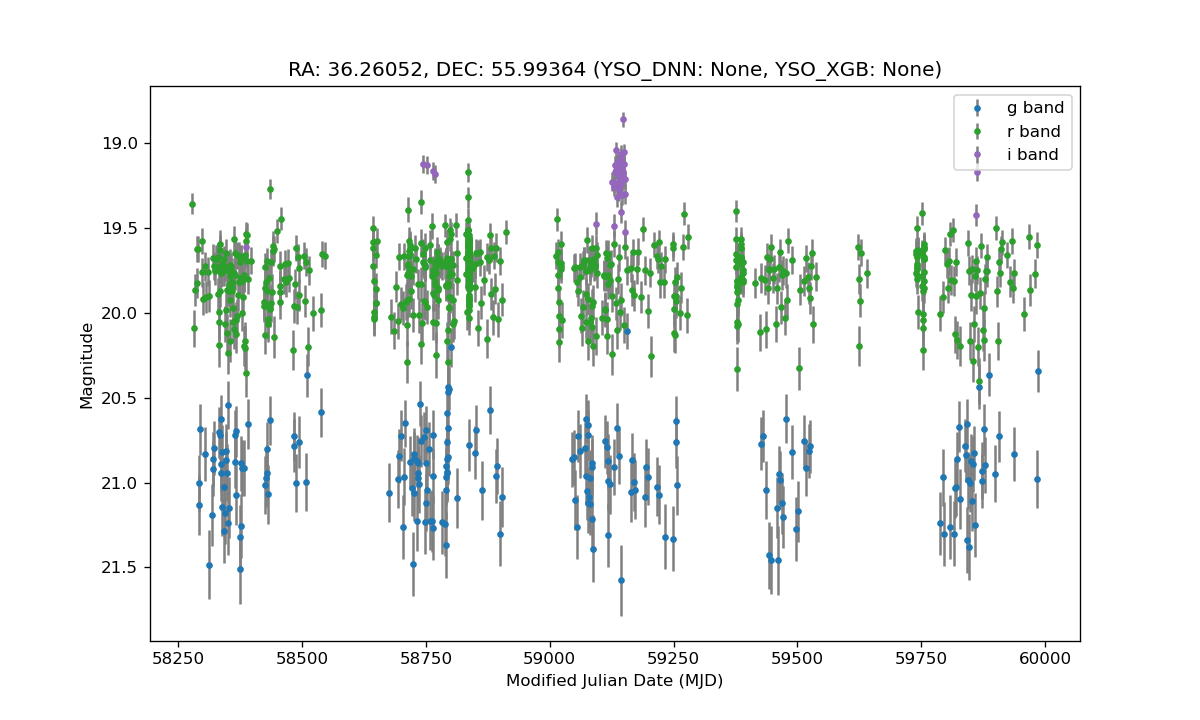 RA: 36.26052, DEC: 55.99364 (YSO_DNN: None, YSO_XGB: None)
g band
r band
i band
19.0
19.5
20.0
20.5
21.0
21.5
Magnitude
58250 58500 58750 59000 59250 59500 59750 60000
Modified Julian Date (MJD)